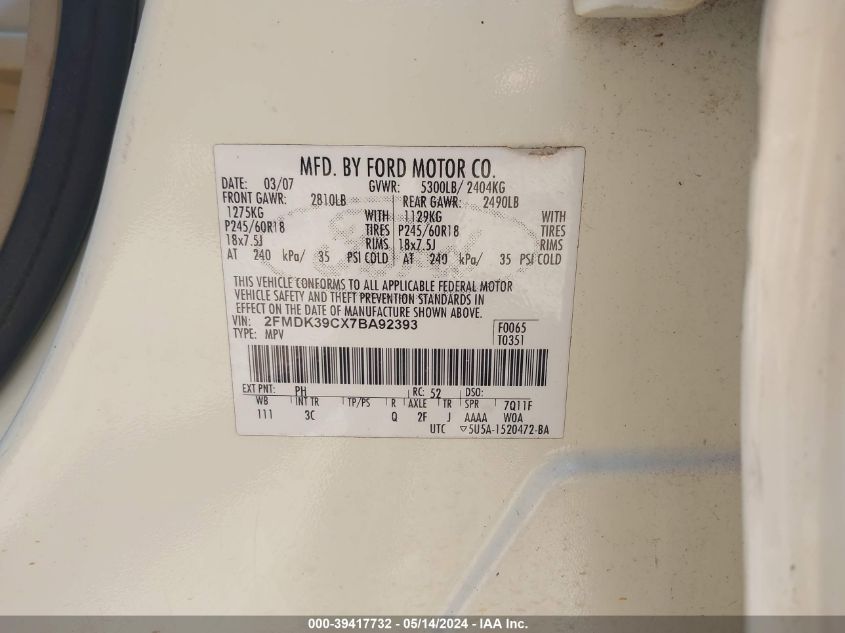 MFD. BY FORD MOTOR CO.
DATE: 03/07 GVWR: 5300LB/ 2404KG
FRONT GAWR: 2810LB REAR GAWR: 2490LB
1275KG WITH 1129KG WITH
P245/60R18 TIRES P245/60R18 TIRES
18x7.5J RIMS 18x7.5J RIMS
AT 240 kPa/ 35 PSI COLD AT 240 kPa/ 35 PSI COLD
THIS VEHICLE CONFORMS TO ALL APPLICABLE FEDERAL MOTOR
VEHICLE SAFETY AND THEFT PREVENTION STANDARDS IN
EFFECT ON THE DATE OF MANUFACTURE SHOWN ABOVE.
VIN: 2FMDK39CX7BA92393 F0065
TYPE: MPV T0351
EXT PNT: PH RC: 52 DSO:
WB INT TR TP/PS R AXLE TR SPR 7Q11F
111 3C Q 2F J AAAA W0A
UTC ▽5U5A-1520472-BA
000-39417732 - 05/14/2024 - IAA Inc.